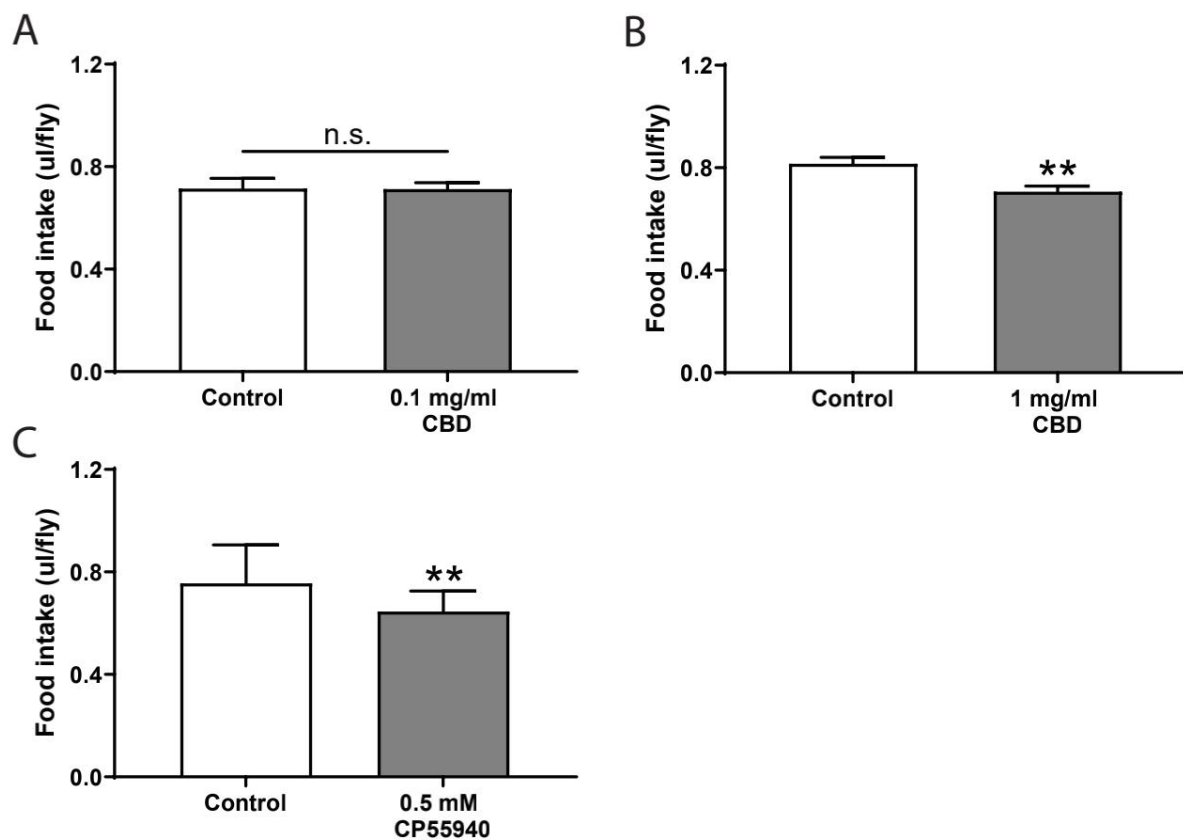 A
Food intake (ul/fly)
1.2
0.8
0.4
0.0
n.s.
Control
0.1 mg/ml
CBD
B
Food intake (ul/fly)
1.2
0.8
0.4
0.0
**
Control
1 mg/ml
CBD
C
Food intake (ul/fly)
1.2
0.8
0.4
0.0
**
Control
0.5 mM
CP55940